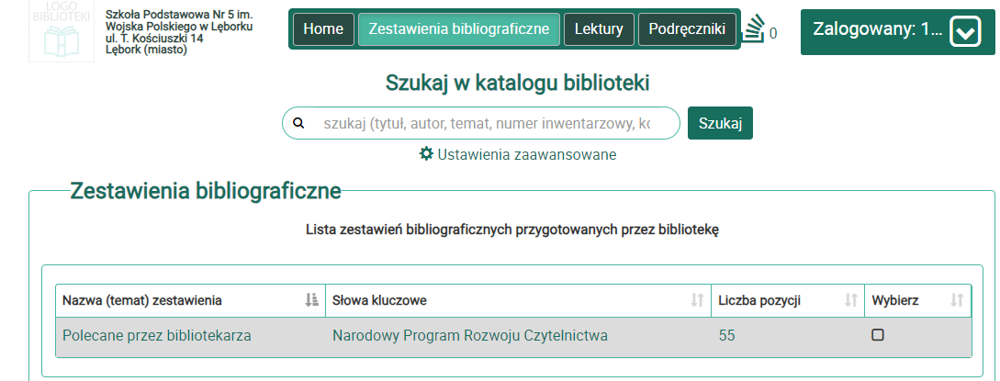 LOGO
BIBLIOTEKI
Szkoła Podstawowa Nr 5 im.
Wojska Polskiego w Lęborku
ul. T. Kościuszki 14
Lębork (miasto)
Home
Zestawienia bibliograficzne
Lektury
Podręczniki
0
Zalogowany: 1...
Szukaj w katalogu biblioteki
szukaj (tytuł, autor, temat, numer inwentarzowy, kc
Szukaj
Ustawienia zaawansowane
Zestawienia bibliograficzne
Lista zestawień bibliograficznych przygotowanych przez bibliotekę
Nazwa (temat) zestawienia Słowa kluczowe Liczba pozycji Wybierz
Polecane przez bibliotekarza Narodowy Program Rozwoju Czytelnictwa 55